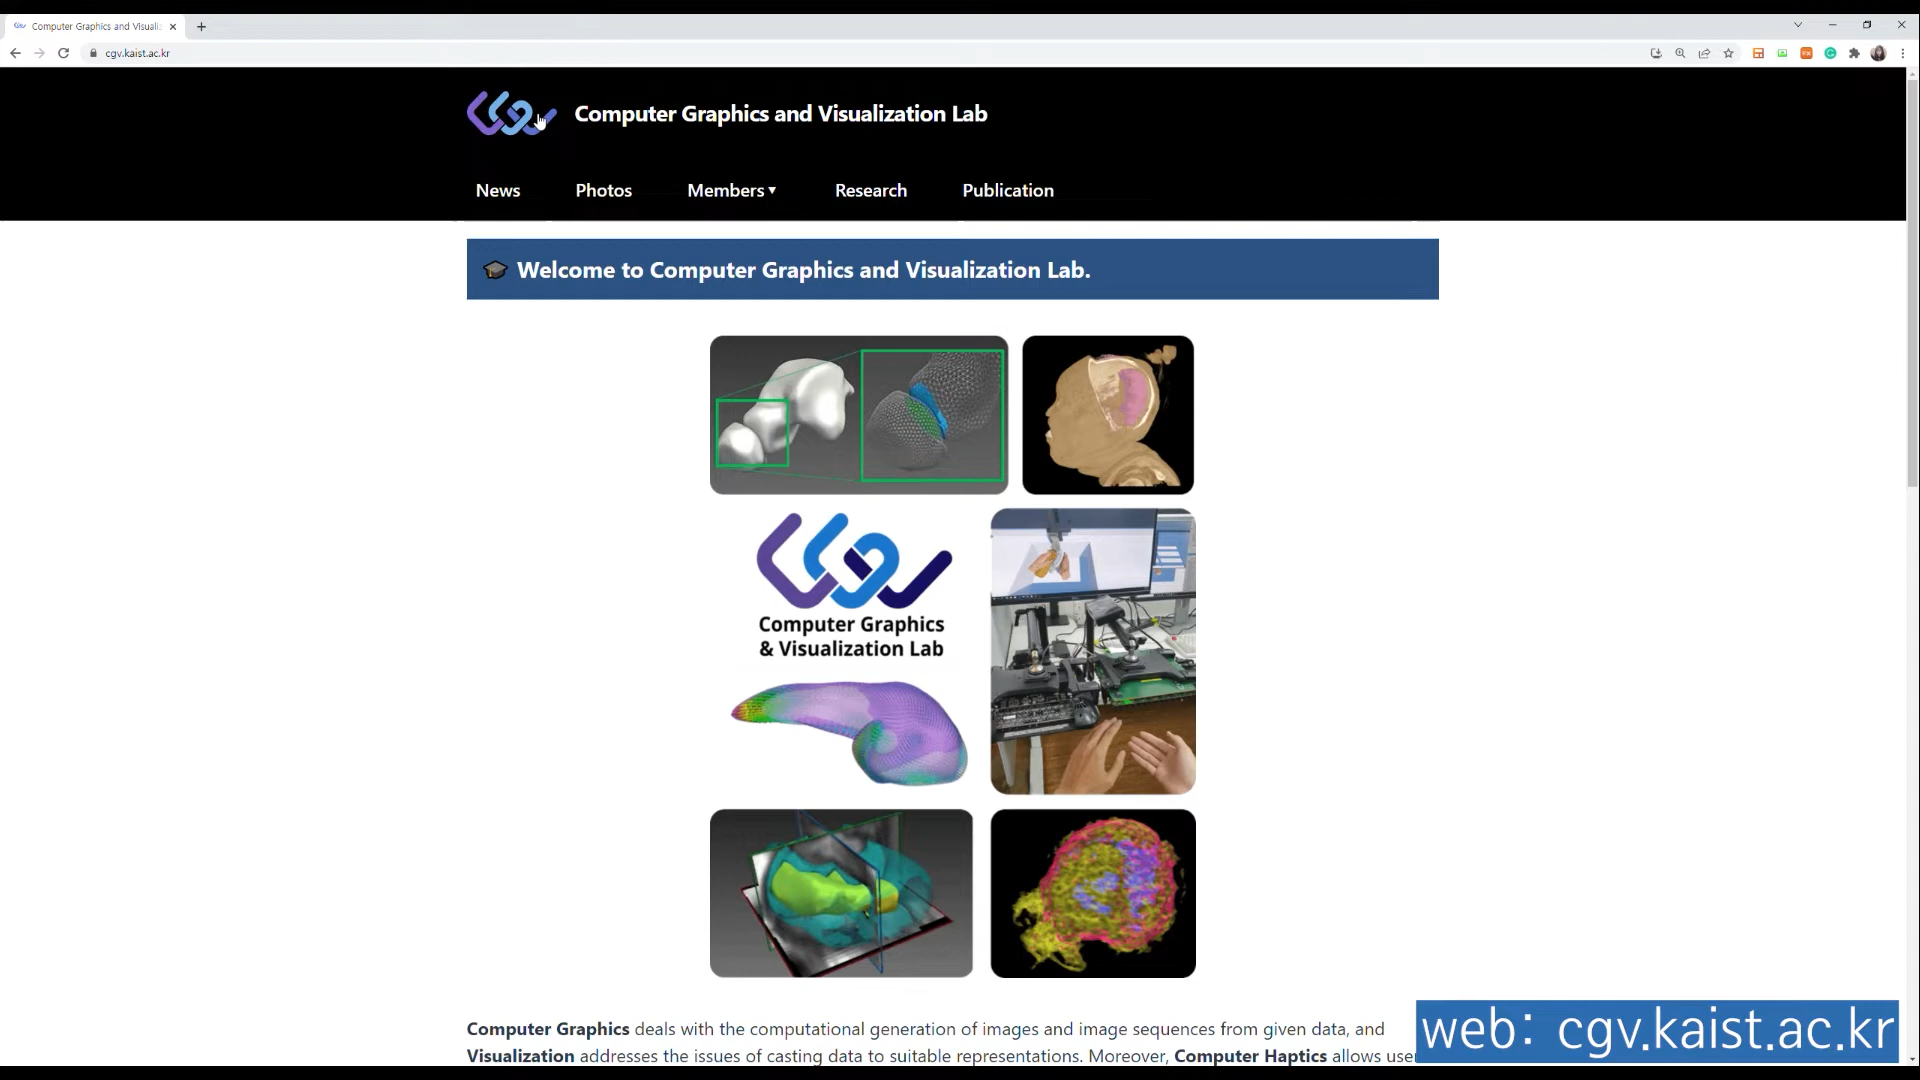 Computer Graphics and Visuali
cgv.kaist.ac.kr
Computer Graphics and Visualization Lab
News Photos Members▼ Research Publication
🎓 Welcome to Computer Graphics and Visualization Lab.
Computer Graphics
& Visualization Lab
Computer Graphics deals with the computational generation of images and image sequences from given data, and
Visualization addresses the issues of casting data to suitable representations. Moreover, Computer Haptics allows use
web: cgv.kaist.ac.kr